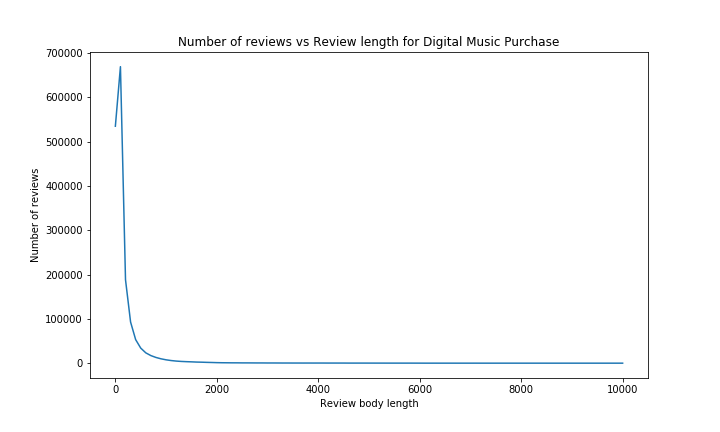 Number of reviews vs Review length for Digital Music Purchase
700000
600000
500000
400000
300000
200000
100000
0
Number of reviews
0 2000 4000 6000 8000 10000
Review body length